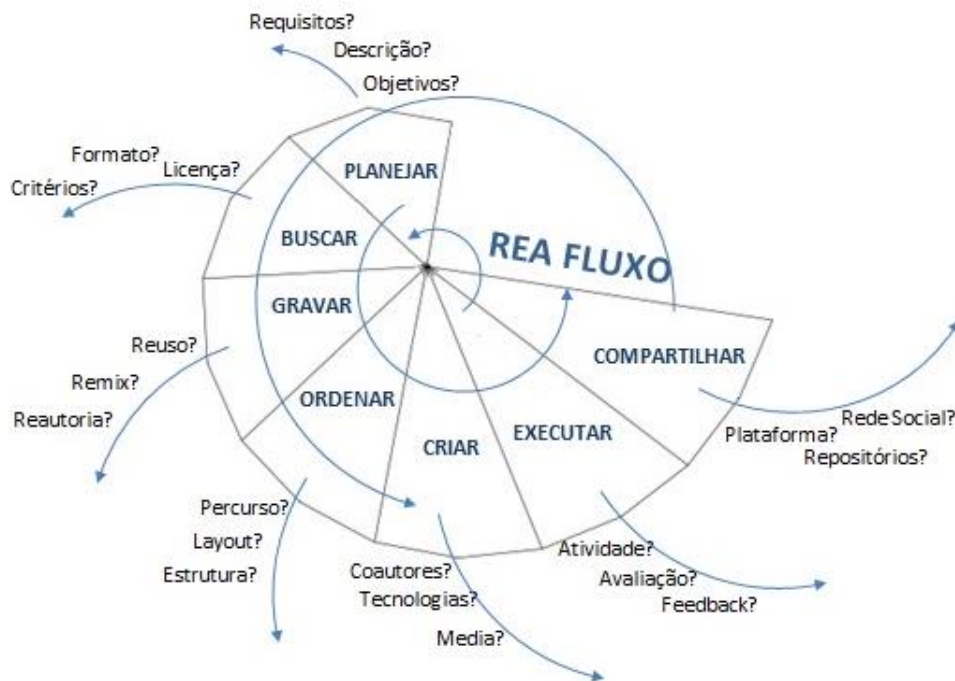 Requisitos?
Descrição?
Objetivos?
Formato?
Licença?
Critérios?
PLANEJAR
BUSCAR
REA FLUXO
GRAVAR
Reuso?
Remix?
Reautoria?
ORDENAR
Percurso?
Layout?
Estrutura?
CRIAR
Coautores?
Tecnologias?
Media?
EXECUTAR
Atividade?
Avaliação?
Feedback?
COMPARTILHAR
Rede Social?
Plataforma?
Repositórios?